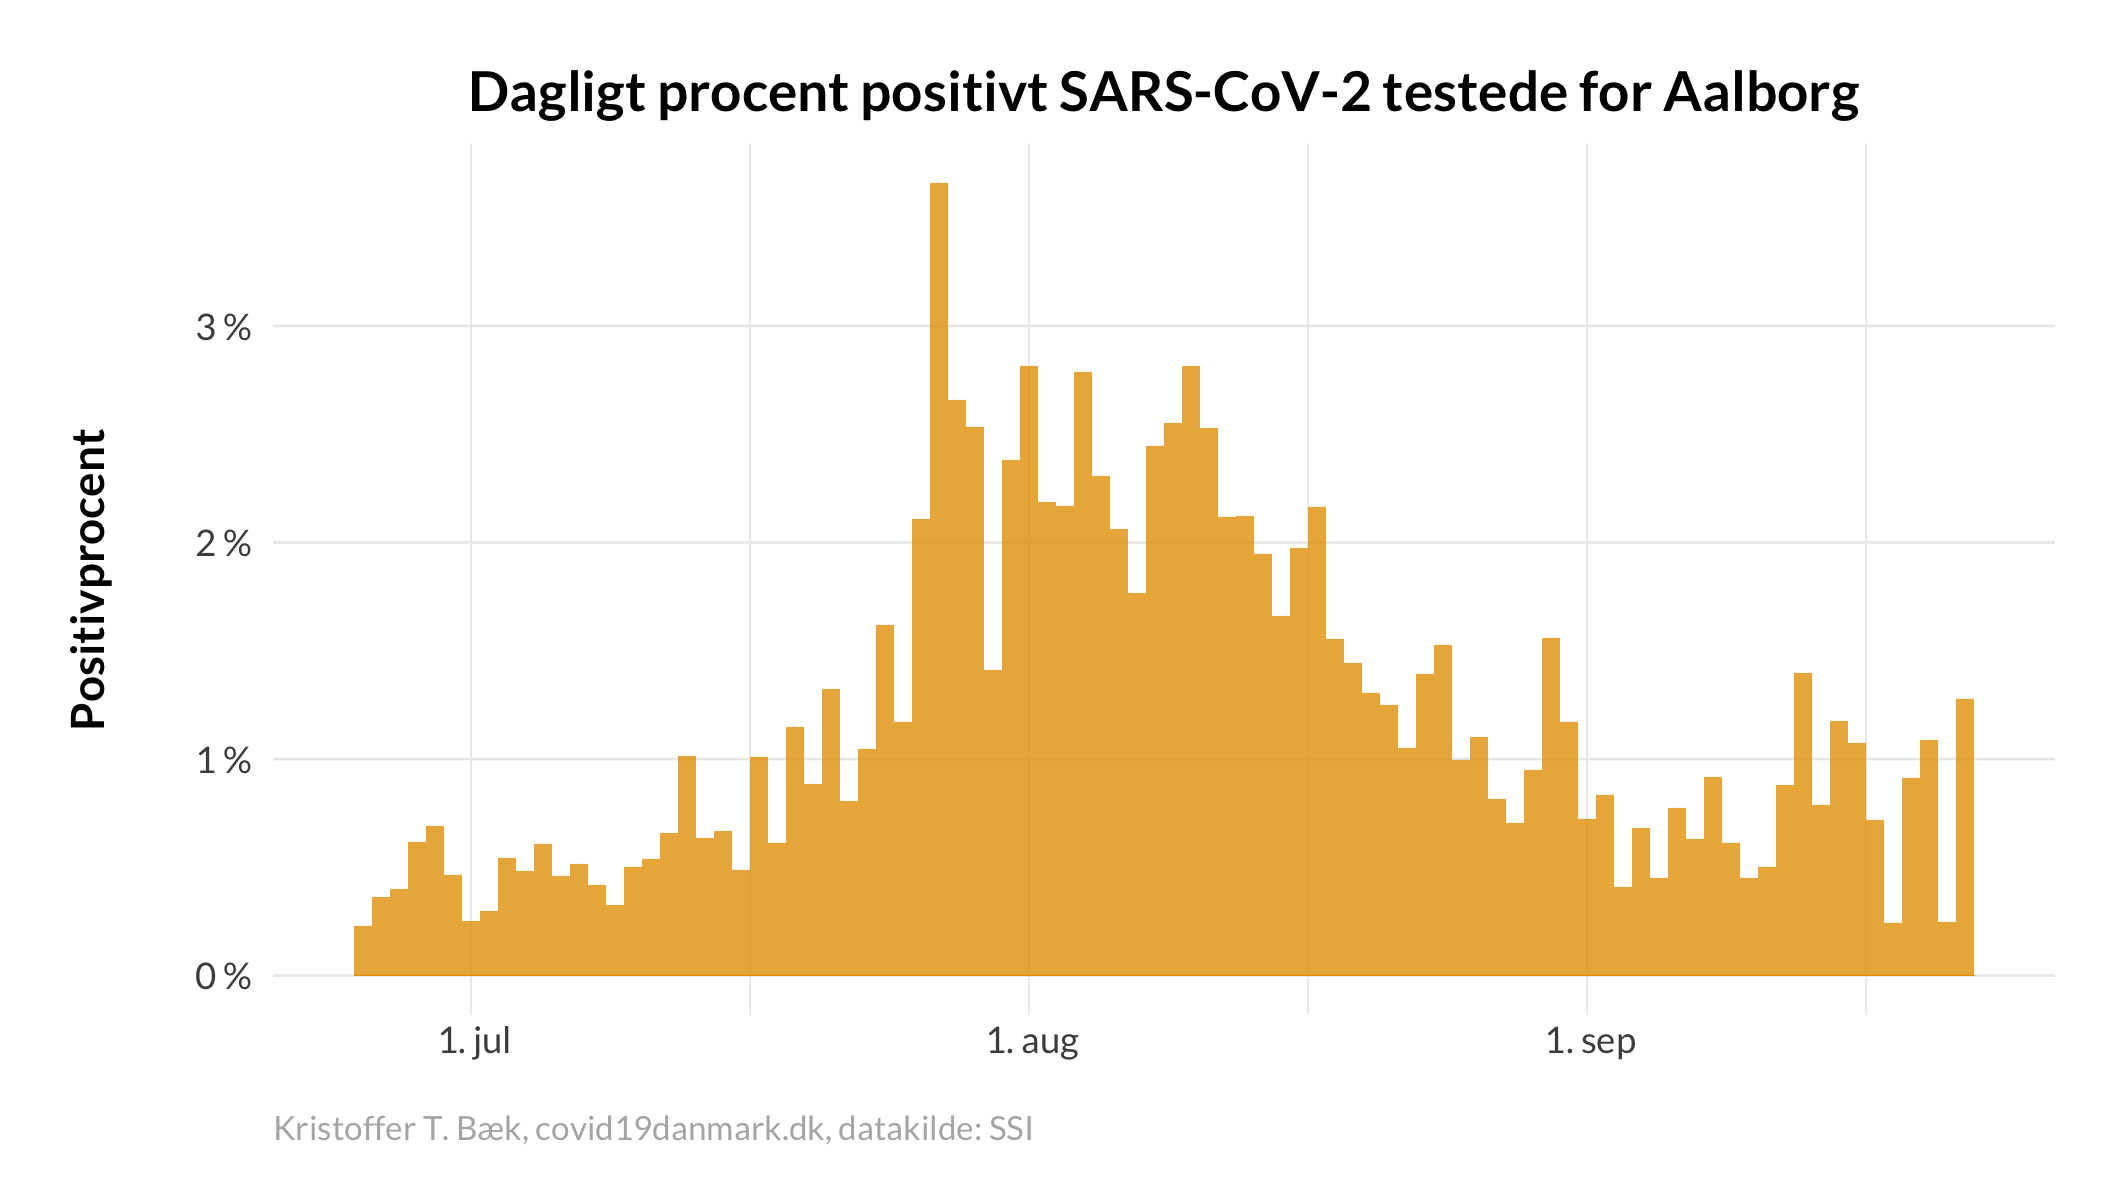 Dagligt procent positivt SARS-CoV-2 testede for Aalborg
Positivprocent
3 %
2 %
1 %
0 %
1. jul
1. aug
1. sep
Kristoffer T. Bæk, covid19danmark.dk, datakilde: SSI